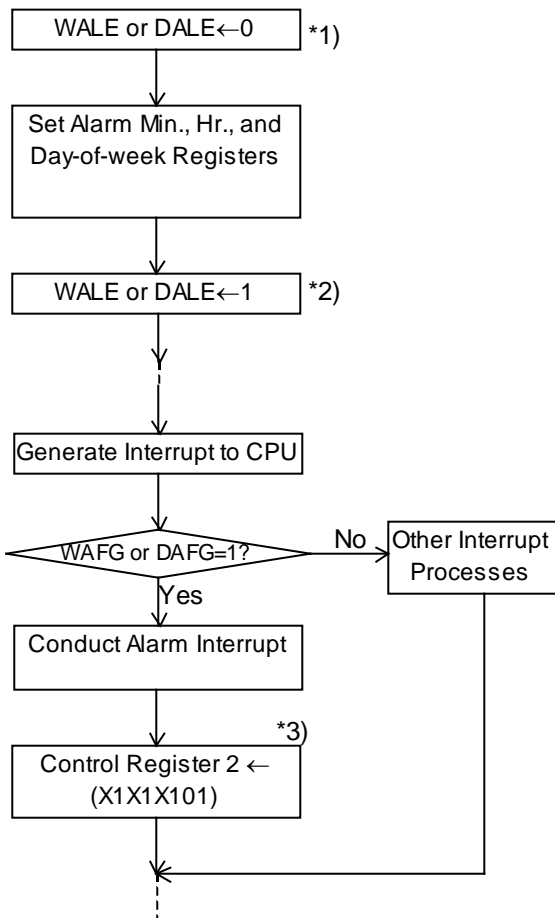 WALE or DALE←0
*1)
Set Alarm Min., Hr., and
Day-of-week Registers
WALE or DALE←1
*2)
Generate Interrupt to CPU
WAFG or DAFG=1?
No
Other Interrupt
Processes
Yes
Conduct Alarm Interrupt
*3)
Control Register 2 ←
(X1X1X101)